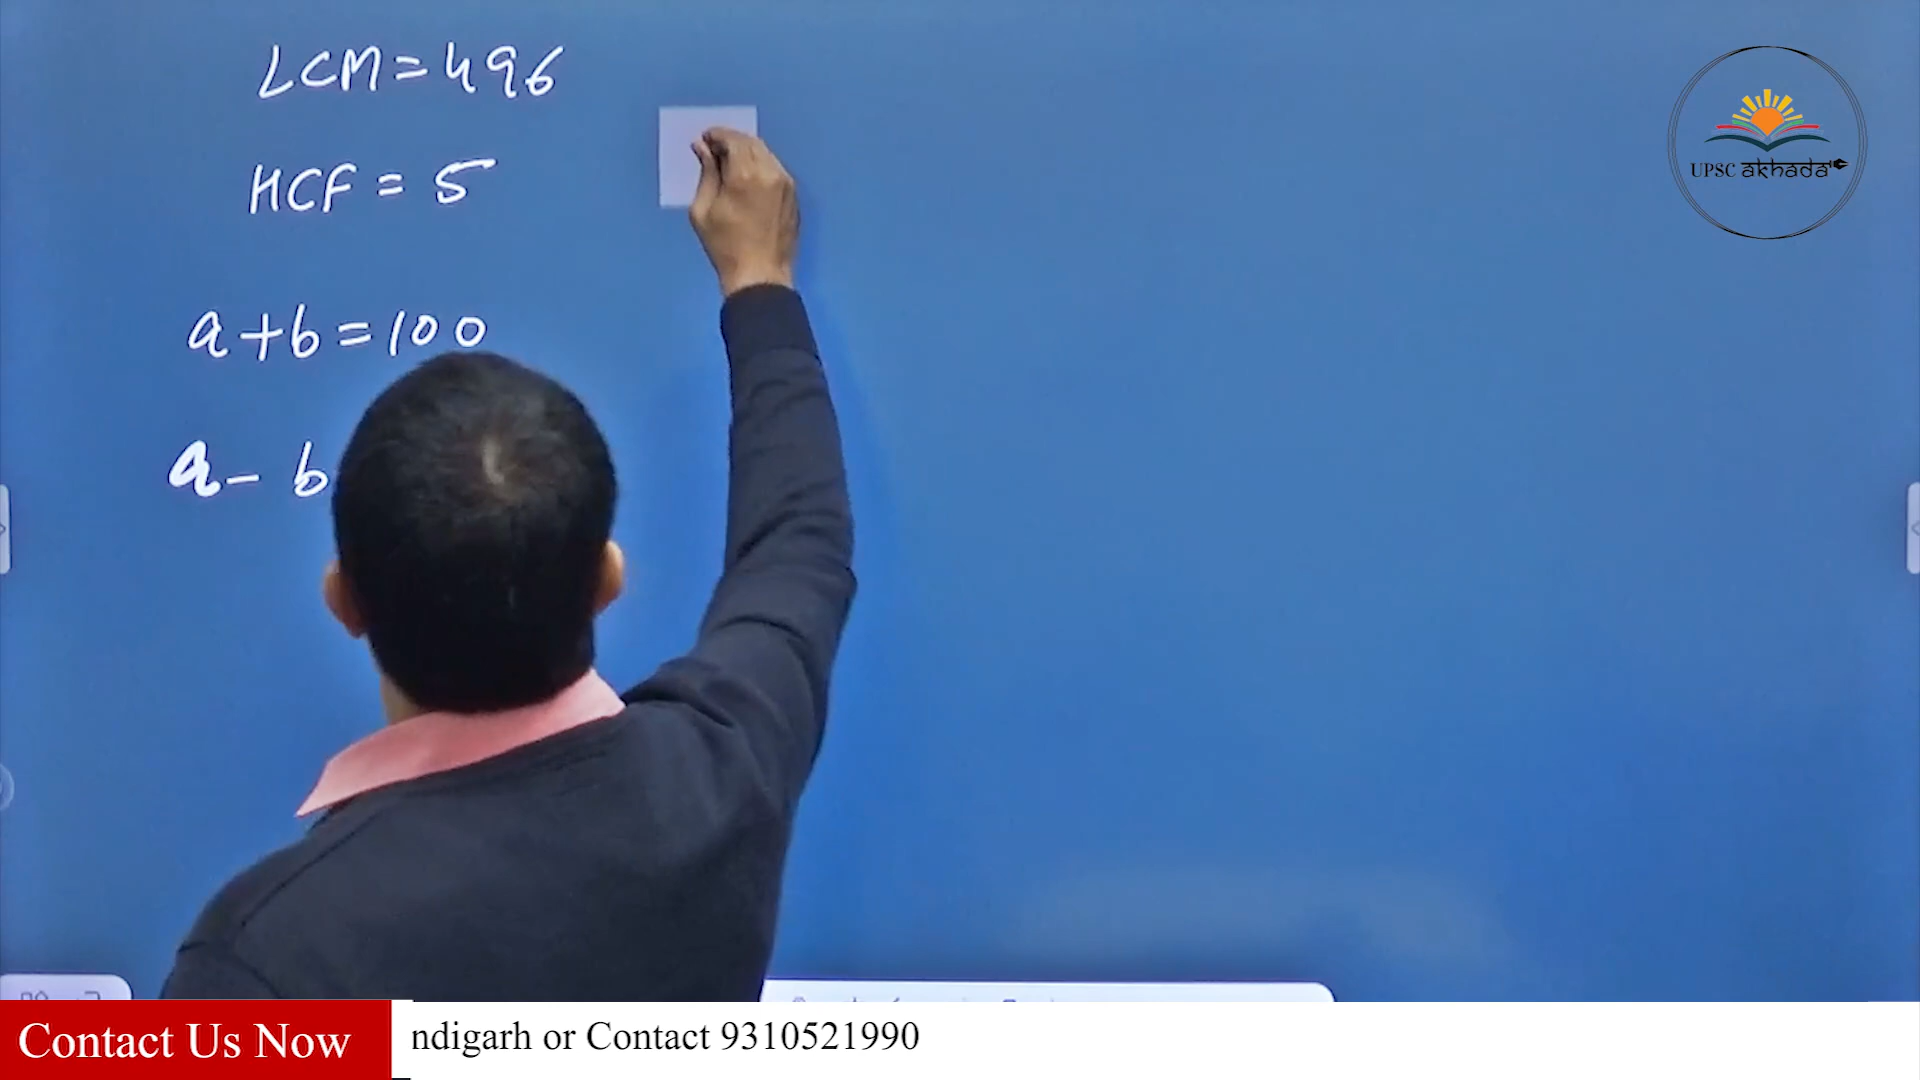 LCM = 496
HCF = 5
a + b = 100
a - b
UPSC akhada
Contact Us Now
ndigarh or Contact 9310521990